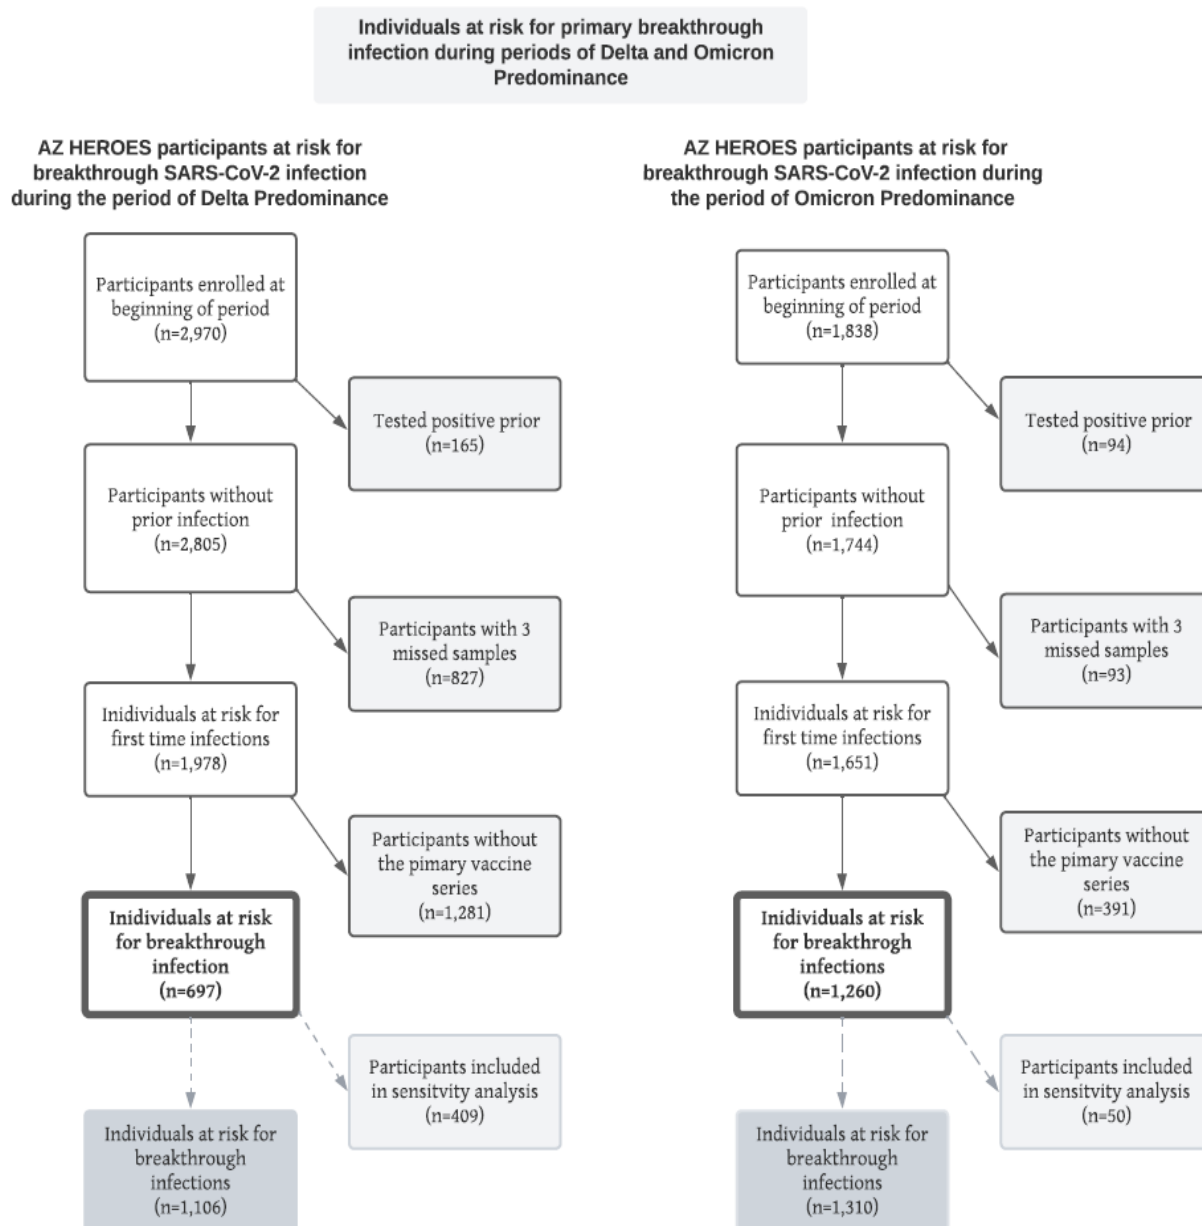 Individuals at risk for primary breakthrough
infection during periods of Delta and Omicron
Predominance
AZ HEROES participants at risk for
breakthrough SARS-CoV-2 infection
during the period of Delta Predominance
Participants enrolled at
beginning of period
(n=2,970)
Tested positive prior
(n=165)
Participants without
prior infection
(n=2,805)
Participants with 3
missed samples
(n=827)
Inidividuals at risk for
first time infections
(n=1,978)
Participants without
the pimary vaccine
series
(n=1,281)
Inidividuals at risk
for breakthrough
infection
(n=697)
Participants included
in sensitvity analysis
(n=409)
Individuals at risk for
breakthrough
infections
(n=1,106)
AZ HEROES participants at risk for
breakthrough SARS-CoV-2 infection during
the period of Omicron Predominance
Participants enrolled at
beginning of period
(n=1,838)
Tested positive prior
(n=94)
Participants without
prior infection
(n=1,744)
Participants with 3
missed samples
(n=93)
Inidividuals at risk for
first time infections
(n=1,651)
Participants without
the pimary vaccine
series
(n=391)
Inidividuals at risk
for breakthrogh
infections
(n=1,260)
Participants included
in sensitvity analysis
(n=50)
Individuals at risk for
breakthrough
infections
(n=1,310)